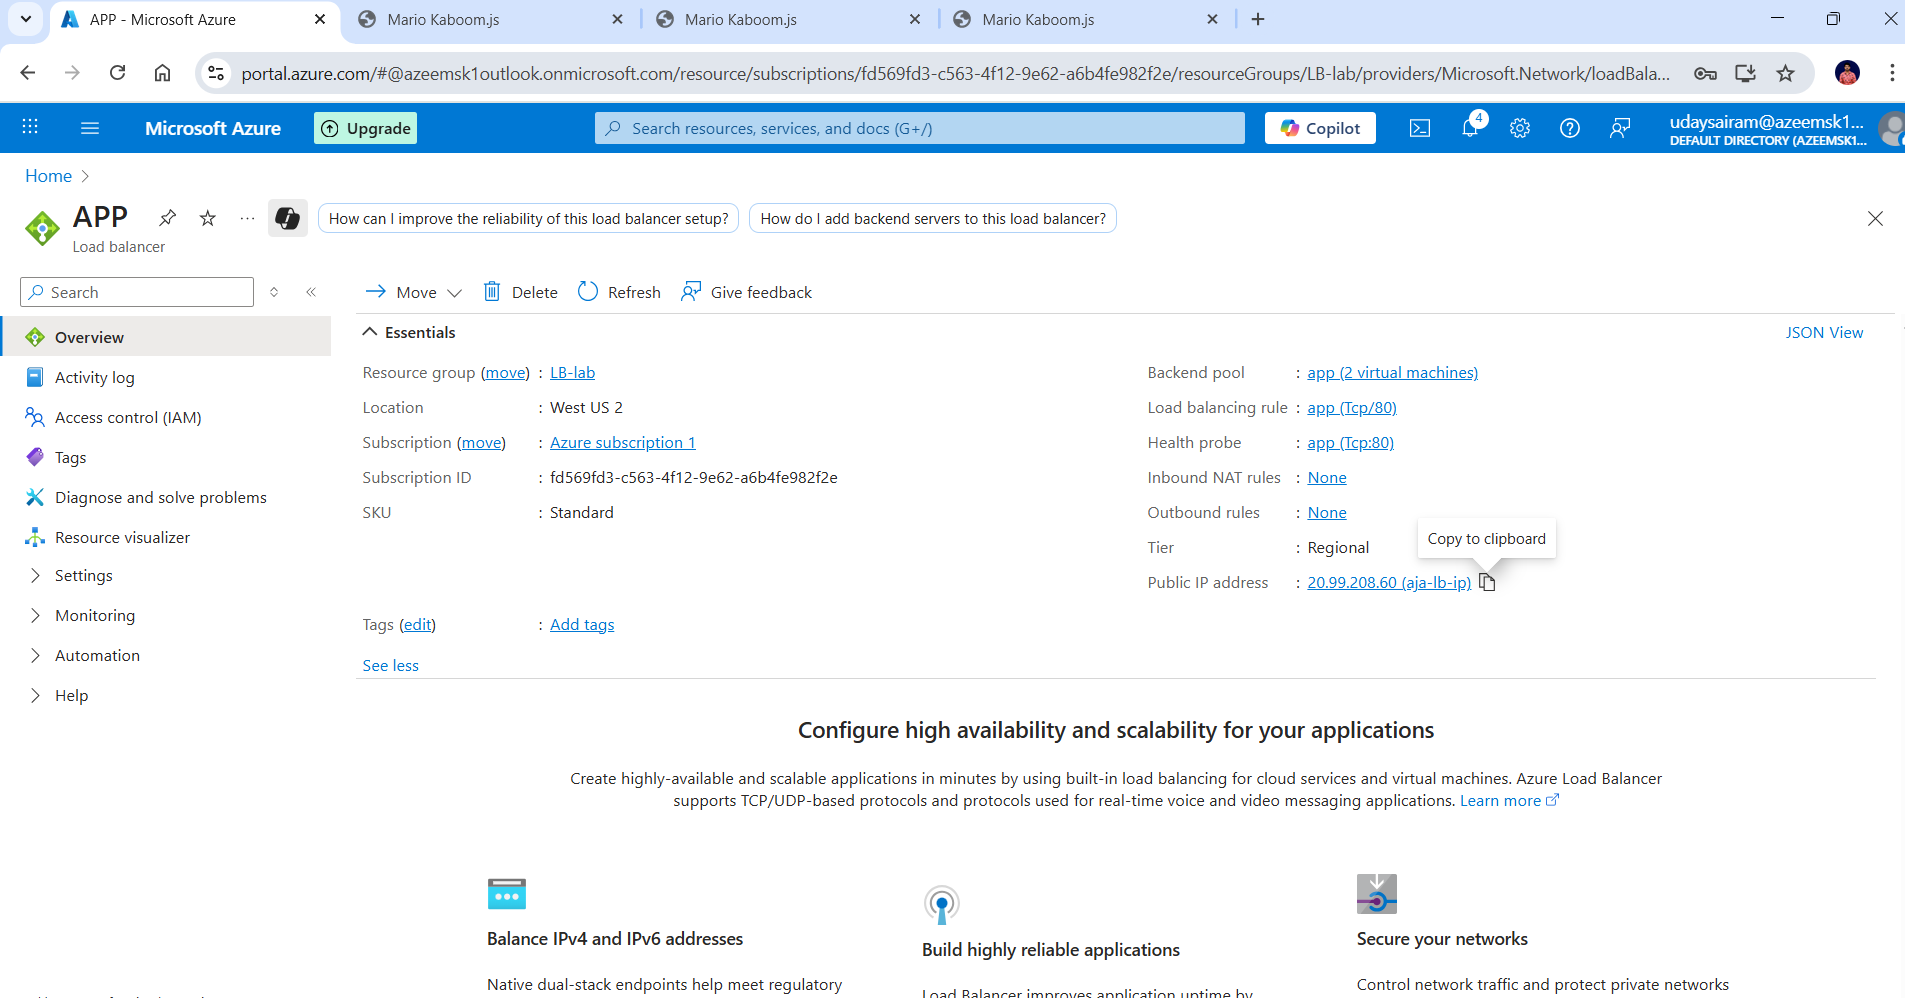 APP - Microsoft Azure
Mario Kaboom.js
Mario Kaboom.js
Mario Kaboom.js
portal.azure.com/#@azeemsk1outlook.onmicrosoft.com/resource/subscriptions/fd569fd3-c563-4f12-9e62-a6b4fe982f2e/resourceGroups/LB-lab/providers/Microsoft.Network/loadBala...
Microsoft Azure
Upgrade
Search resources, services, and docs (G+/)
Copilot
4
udaysairam@azeemsk1...
DEFAULT DIRECTORY (AZEEMSK1...
Home
APP
Load balancer
How can I improve the reliability of this load balancer setup?
How do I add backend servers to this load balancer?
Search
Move
Delete
Refresh
Give feedback
Overview
Activity log
Access control (IAM)
Tags
Diagnose and solve problems
Resource visualizer
Settings
Monitoring
Automation
Help
Essentials
JSON View
Resource group (move) : LB-lab
Location : West US 2
Subscription (move) : Azure subscription 1
Subscription ID : fd569fd3-c563-4f12-9e62-a6b4fe982f2e
SKU : Standard
Backend pool : app (2 virtual machines)
Load balancing rule : app (Tcp/80)
Health probe : app (Tcp:80)
Inbound NAT rules : None
Outbound rules : None
Tier : Regional
Copy to clipboard
Public IP address : 20.99.208.60 (aja-lb-ip)
Tags (edit) : Add tags
See less
Configure high availability and scalability for your applications
Create highly-available and scalable applications in minutes by using built-in load balancing for cloud services and virtual machines. Azure Load Balancer
supports TCP/UDP-based protocols and protocols used for real-time voice and video messaging applications. Learn more
Balance IPv4 and IPv6 addresses
Native dual-stack endpoints help meet regulatory
Build highly reliable applications
Load Balancer improves application uptime by
Secure your networks
Control network traffic and protect private networks